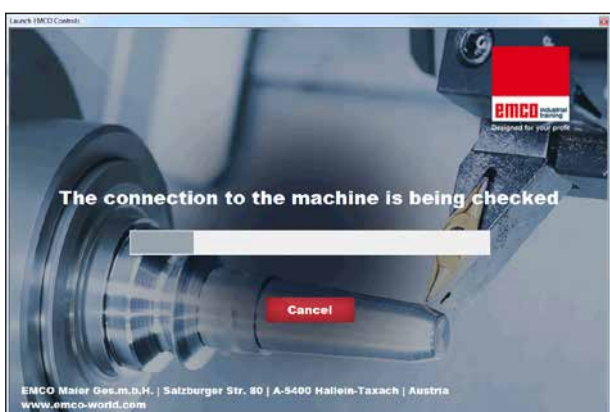 Launch EMCO Controls
emco industrial
training
Designed for your profit
The connection to the machine is being checked
Cancel
EMCO Maier Ges.m.b.H. | Salzburger Str. 80 | A-5400 Hallein-Taxach | Austria
www.emco-world.com